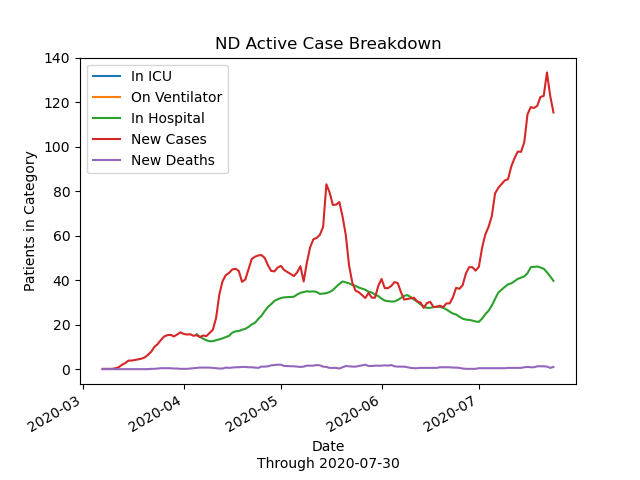 ND Active Case Breakdown
140
120
100
80
60
40
20
0
Patients in Category
In ICU
On Ventilator
In Hospital
New Cases
New Deaths
2020-03
2020-04
2020-05
2020-06
2020-07
Date
Through 2020-07-30